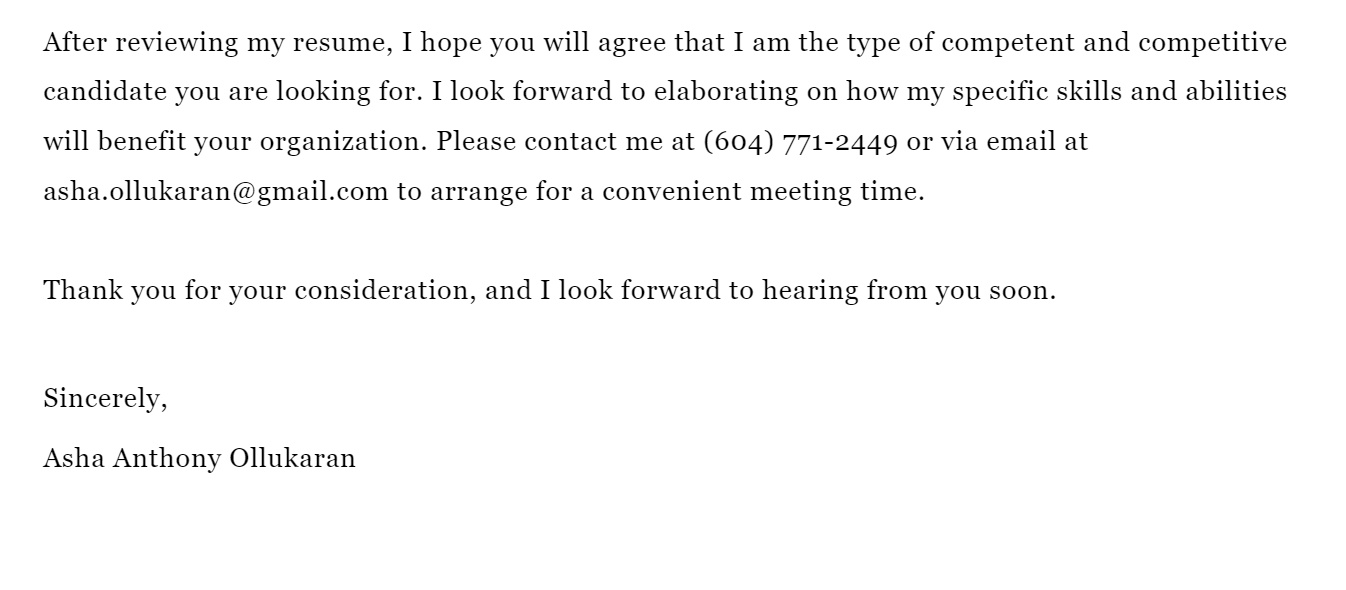 After reviewing my resume, I hope you will agree that I am the type of competent and competitive
candidate you are looking for. I look forward to elaborating on how my specific skills and abilities
will benefit your organization. Please contact me at (604) 771-2449 or via email at
asha.ollukaran@gmail.com to arrange for a convenient meeting time.
Thank you for your consideration, and I look forward to hearing from you soon.
Sincerely,
Asha Anthony Ollukaran